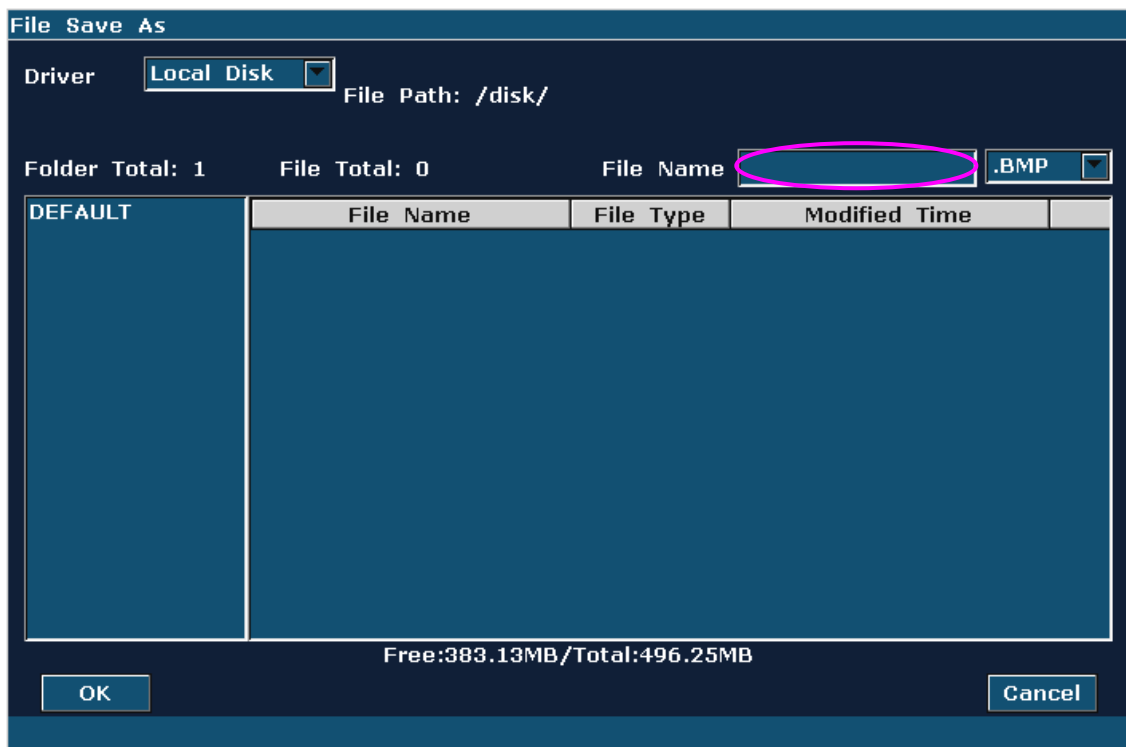 File Save As
Driver Local Disk
File Path: /disk/
Folder Total: 1 File Total: 0 File Name .BMP
DEFAULT File Name File Type Modified Time
Free:383.13MB/Total:496.25MB
OK Cancel